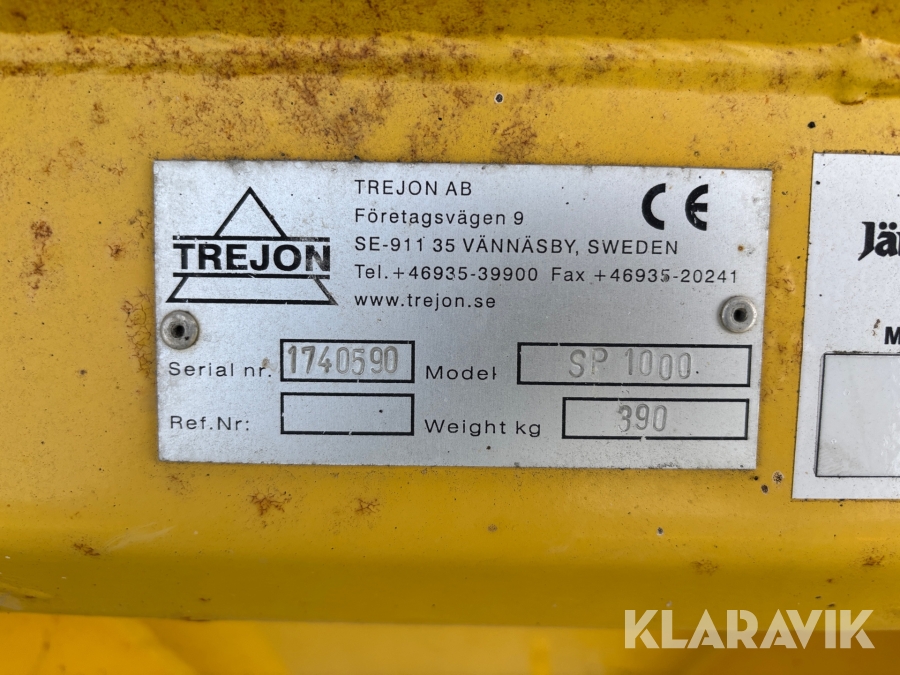 TREJON
TREJON AB
Företagsvägen 9
SE-911 35 VÄNNÄSBY, SWEDEN
Tel. +46935-39900 Fax +46935-20241
www.trejon.se
CE
Serial nr. 1740590 Model SP 1000
Ref.Nr: Weight kg 390
Jär
M
KLARAVIK